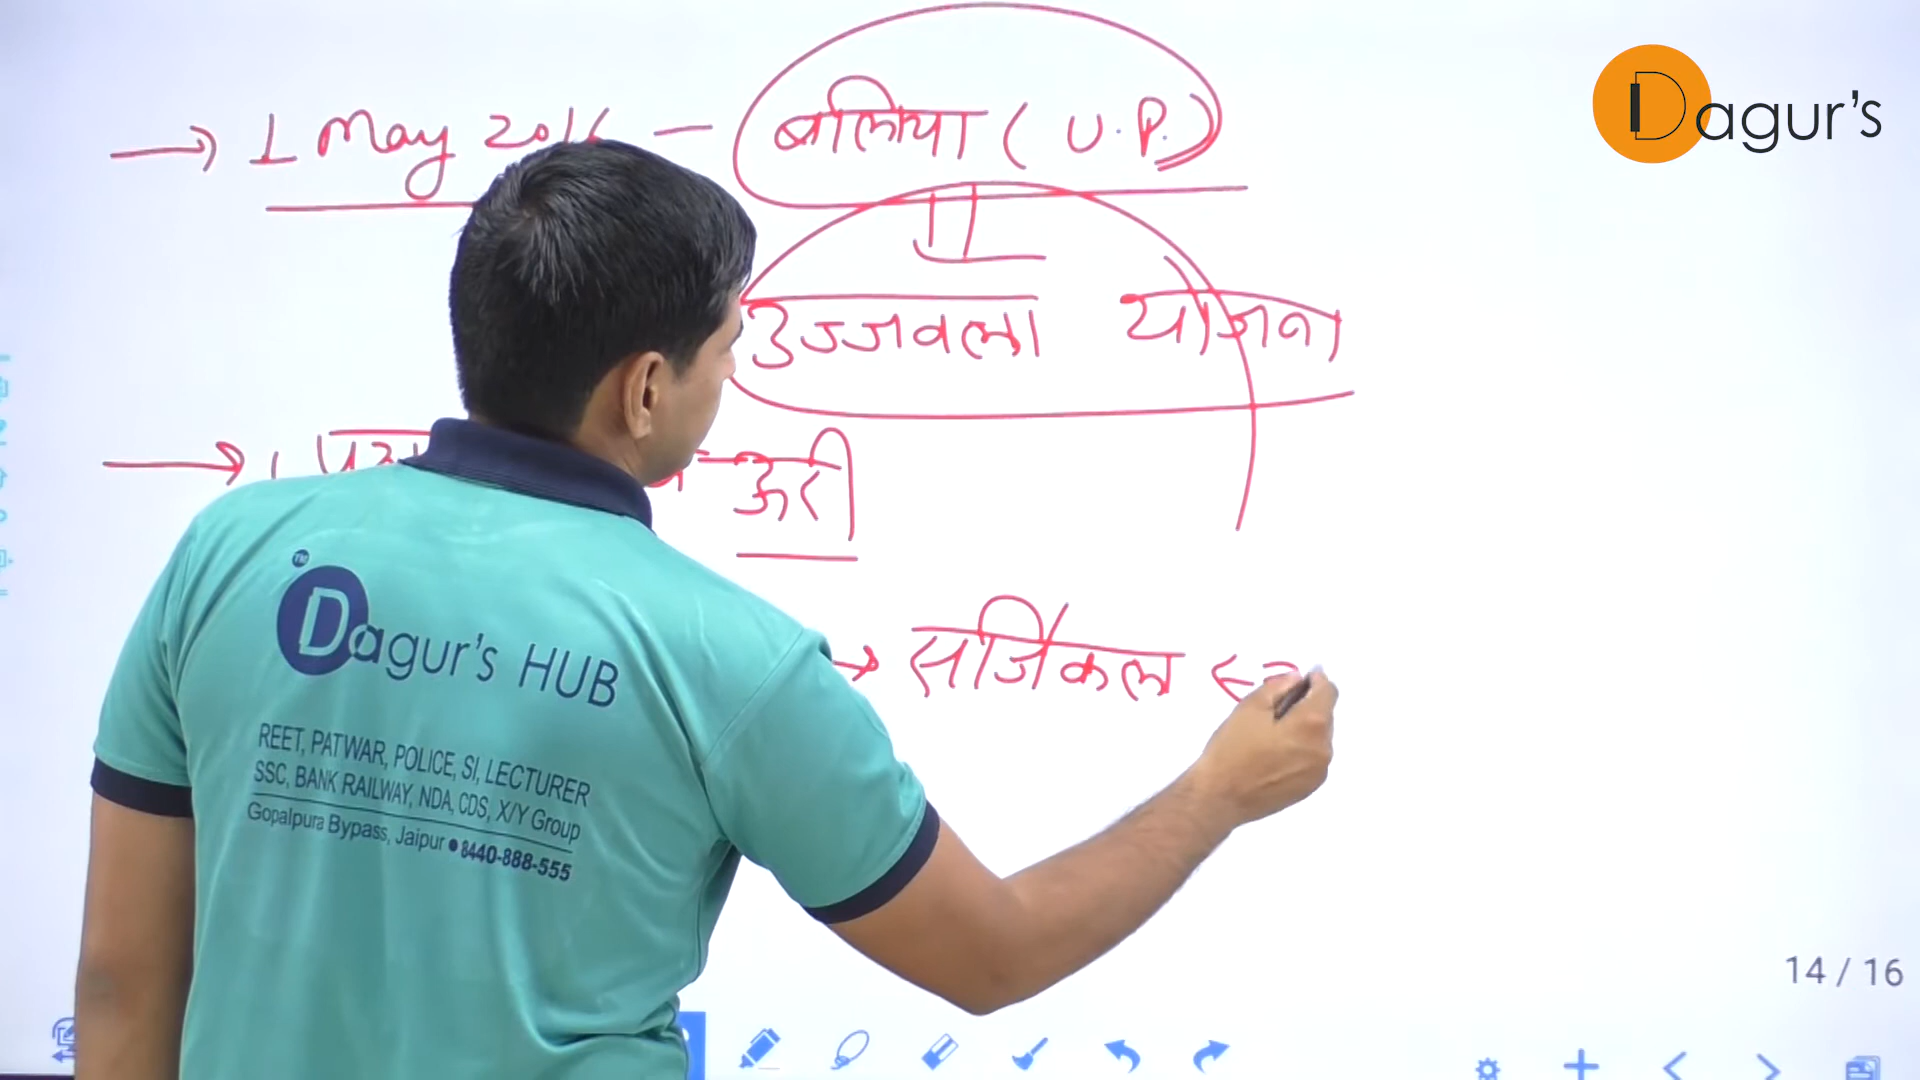 Dagur's
→ 1 May 2016 – बलिया ( U.P.)
उज्जवला योजना
→ ऊरी
→ सर्जिकल
TM
Dagur's HUB
REET, PATWAR, POLICE, SI, LECTURER
SSC, BANK RAILWAY, NDA, CDS, X/Y Group
Gopalpura Bypass, Jaipur ● 8440-888-555
14 / 16